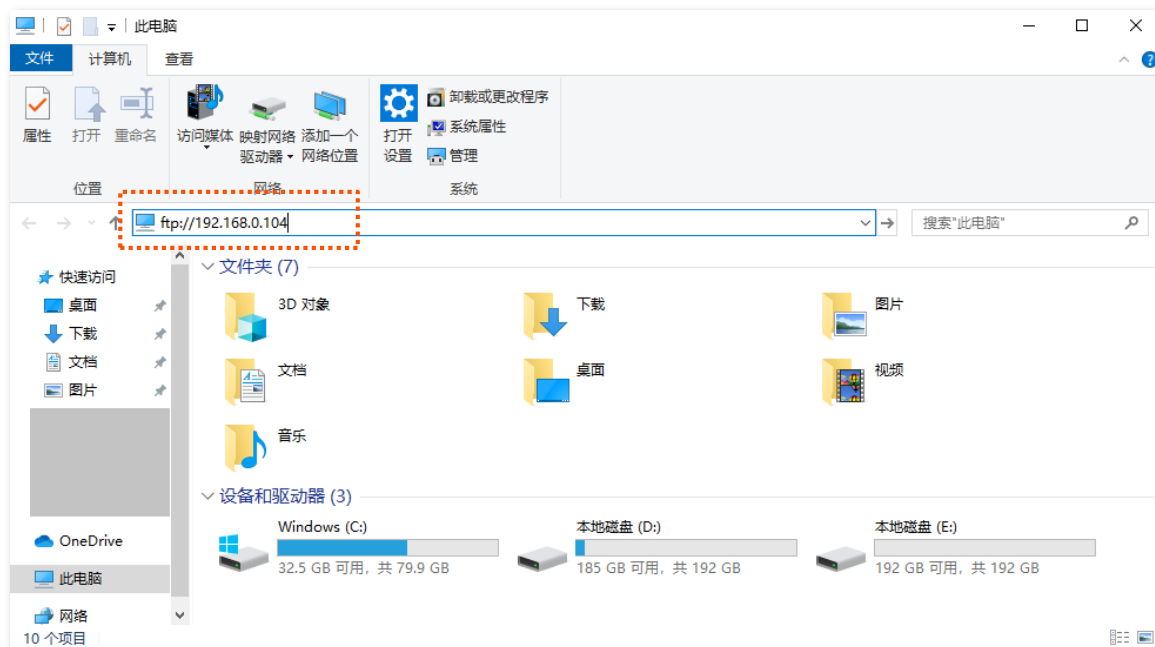 此电脑
文件 计算机 查看
属性 打开 重命名 访问媒体 映射网络驱动器 添加一个网络位置 打开设置 卸载或更改程序
系统属性
管理
位置 网络 系统
ftp://192.168.0.104 搜索"此电脑"
快速访问
桌面
下载
文档
图片
OneDrive
此电脑
网络
文件夹 (7)
3D 对象 下载 图片
文档 桌面 视频
音乐
设备和驱动器 (3)
Windows (C:) 本地磁盘 (D:) 本地磁盘 (E:)
32.5 GB 可用, 共 79.9 GB 185 GB 可用, 共 192 GB 192 GB 可用, 共 192 GB
10 个项目